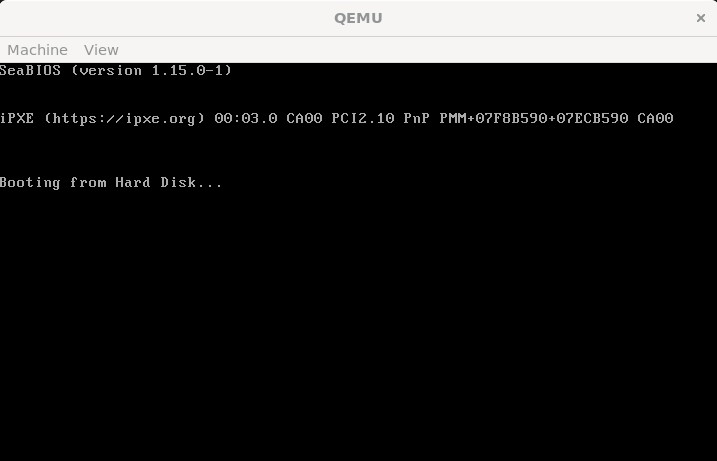 QEMU
Machine View
SeaBIOS (version 1.15.0-1)
iPXE (https://ipxe.org) 00:03.0 CA00 PCI2.10 PnP PMM+07F8B590+07ECB590 CA00
Booting from Hard Disk...